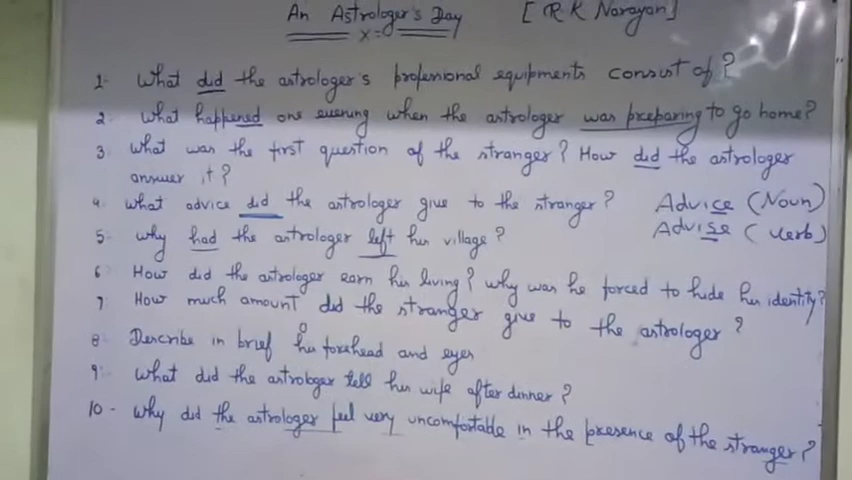 An Astrologer's Day [R K Narayan]
x
1. What did the astrologer's professional equipments consist of?
2. What happened one evening when the astrologer was preparing to go home?
3. What was the first question of the stranger? How did the astrologer
answer it?
4. What advice did the astrologer give to the stranger? Advice (Noun)
Advise (Verb)
5. Why had the astrologer left his village?
6. How did the astrologer earn his living? Why was he forced to hide his identity?
7. How much amount did the stranger give to the astrologer?
8. Describe in brief his forehead and eyes
9. What did the astrologer tell his wife after dinner?
10- Why did the astrologer feel very uncomfortable in the presence of the stranger?